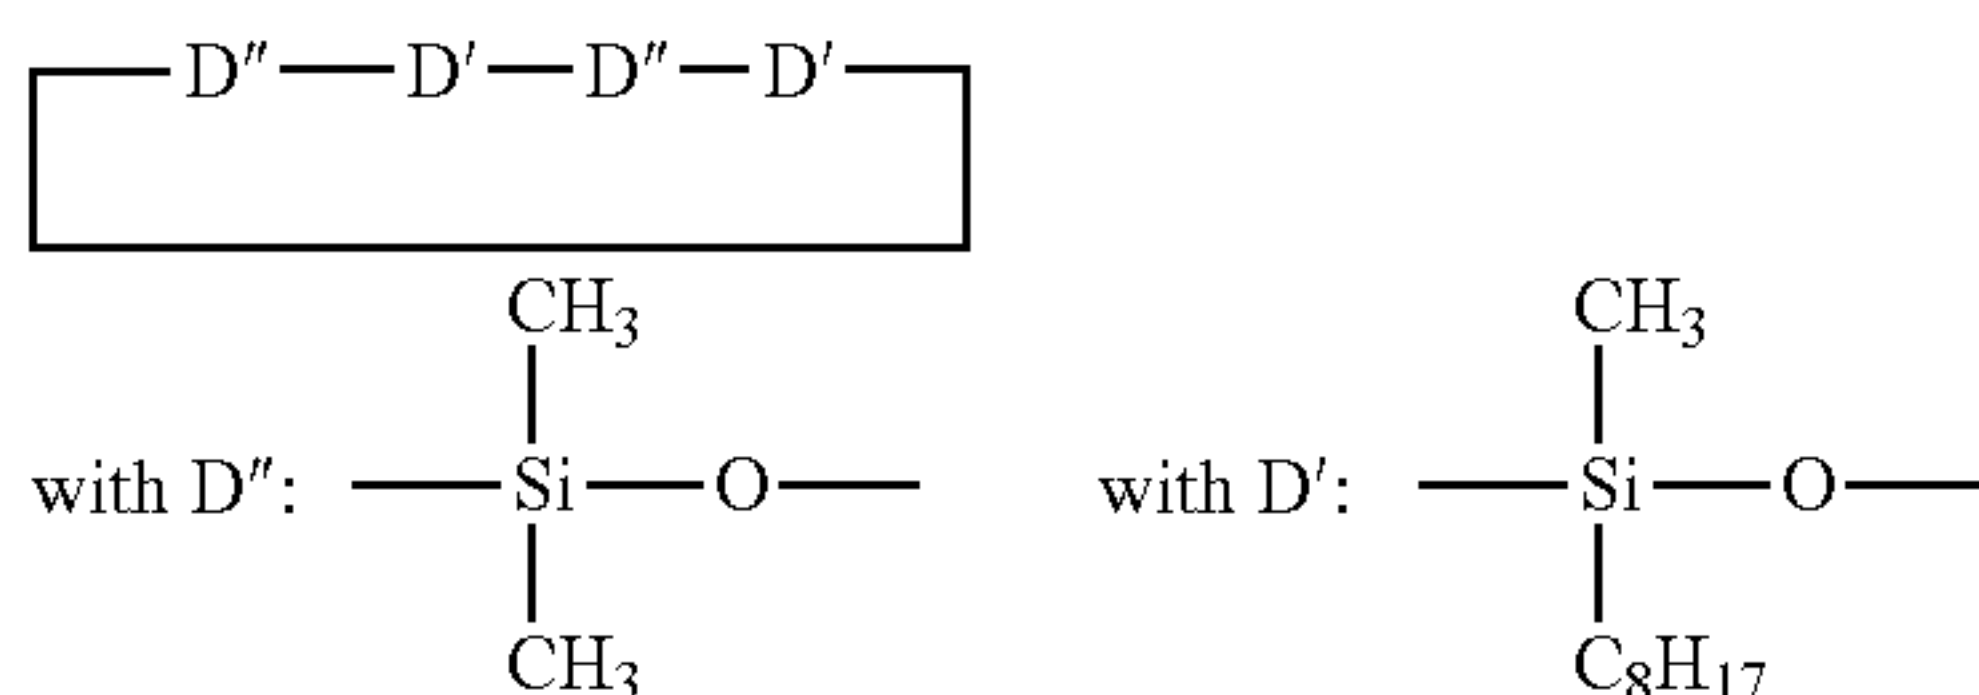 D″—D′—D″—D′
CH₃ CH₃
with D″: —Si—O— with D′: —Si—O—
CH₃ C₈H₁₇